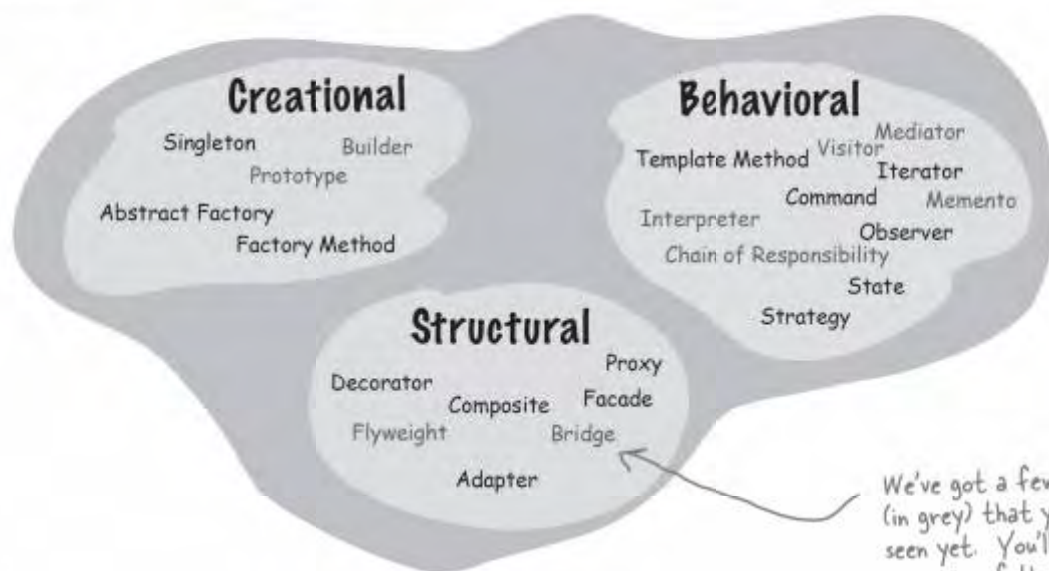 Creational
Singleton
Builder
Prototype
Abstract Factory
Factory Method
Behavioral
Mediator
Visitor
Template Method
Iterator
Command
Memento
Interpreter
Observer
Chain of Responsibility
State
Strategy
Structural
Proxy
Decorator
Facade
Composite
Flyweight
Bridge
Adapter
We've got a few
(in grey) that
seen yet. You'll